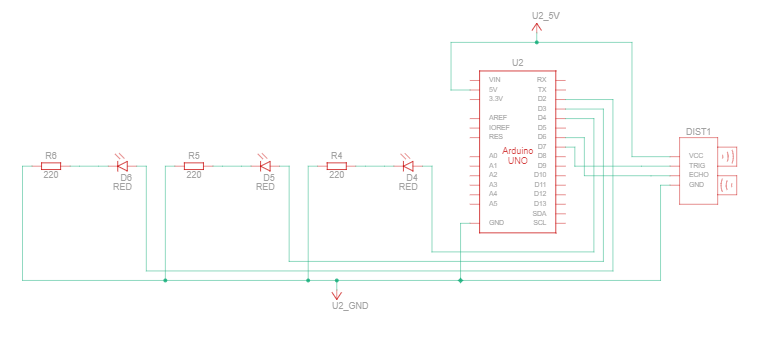 U2_5V
U2
VIN RX
5V TX
3.3V D2
D3
AREF D4
IOREF D5
RES D6
D7
Arduino
UNO
A0 D8
A1 D9
A2 D10
A3 D11
A4 D12
A5 D13
SDA
GND SCL
DIST1
VCC
TRIG
ECHO
GND
R6
220
D6
RED
R5
220
D5
RED
R4
220
D4
RED
U2_GND